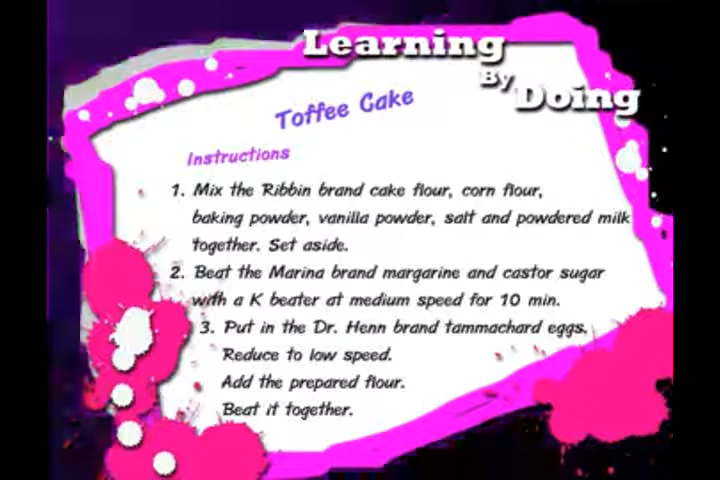 Learning
By
Doing
Toffee Cake
Instructions
1. Mix the Ribbin brand cake flour, corn flour,
baking powder, vanilla powder, salt and powdered milk
together. Set aside.
2. Beat the Marina brand margarine and castor sugar
with a K beater at medium speed for 10 min.
3. Put in the Dr. Henn brand tammachard eggs.
Reduce to low speed.
Add the prepared flour.
Beat it together.